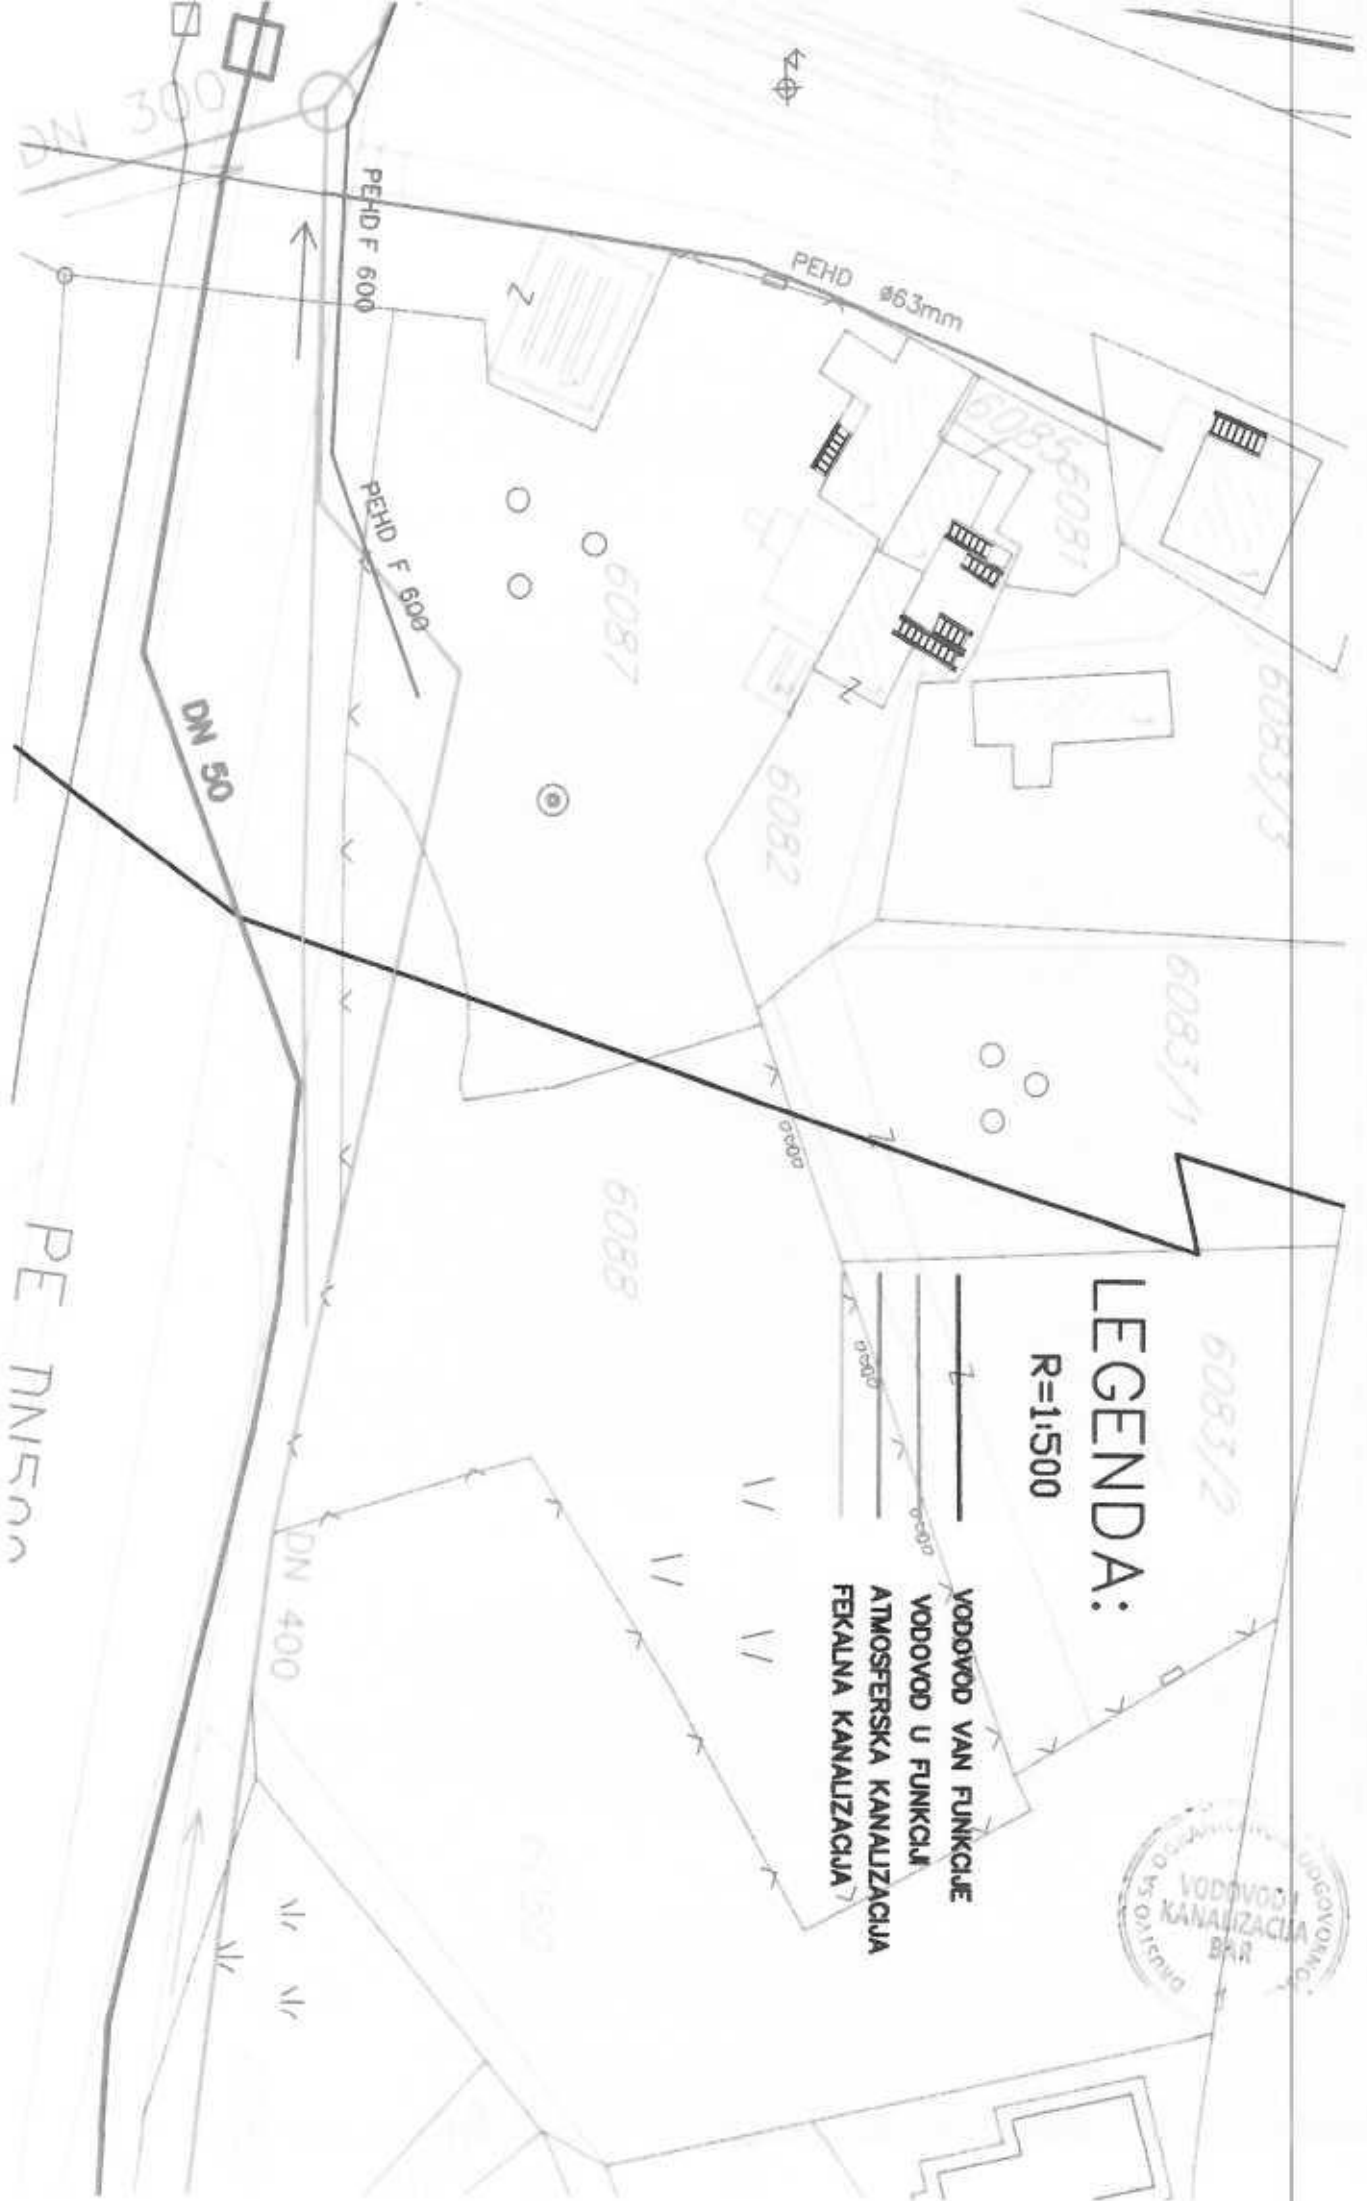 LEGENDA:
R=1:500
VODOVOD VAN FUNKCIJE
VODOVOD U FUNKCIJI
ATMOSFERSKA KANALIZACIJA
FEKALNA KANALIZACIJA
DN 300
PEHD F 600
PEHD ø63mm
PEHD F 600
DN 50
6085
6081
6087
6083/3
6082
6083/1
6088
6083/2
DN 400
VODOVOD I
KANALIZACIJA
BAR